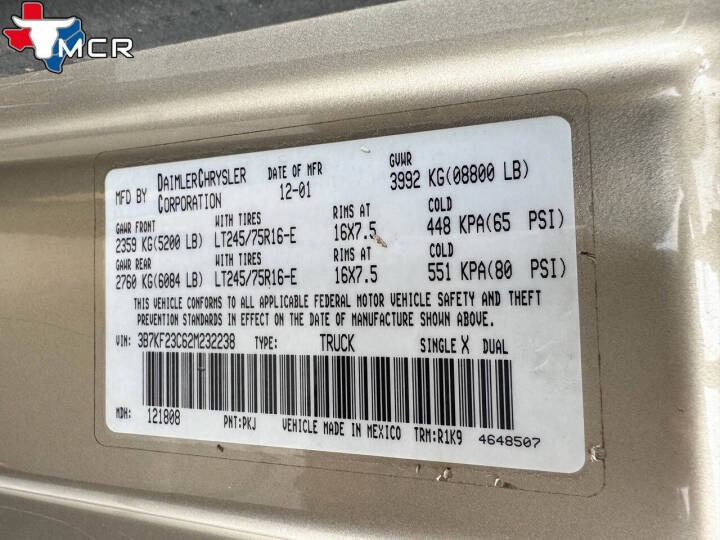 MCR
MFD BY DAIMLERCHRYSLER CORPORATION DATE OF MFR 12-01 GVWR 3992 KG(08800 LB)
GAWR FRONT WITH TIRES RIMS AT COLD
2359 KG(5200 LB) LT245/75R16-E 16X7.5 448 KPA(65 PSI)
GAWR REAR WITH TIRES RIMS AT COLD
2760 KG(6084 LB) LT245/75R16-E 16X7.5 551 KPA(80 PSI)
THIS VEHICLE CONFORMS TO ALL APPLICABLE FEDERAL MOTOR VEHICLE SAFETY AND THEFT
PREVENTION STANDARDS IN EFFECT ON THE DATE OF MANUFACTURE SHOWN ABOVE.
VIN: 3B7KF23C62M232238 TYPE: TRUCK SINGLE X DUAL
MDH: 121808 PNT:PKJ VEHICLE MADE IN MEXICO TRM:R1K9 4648507